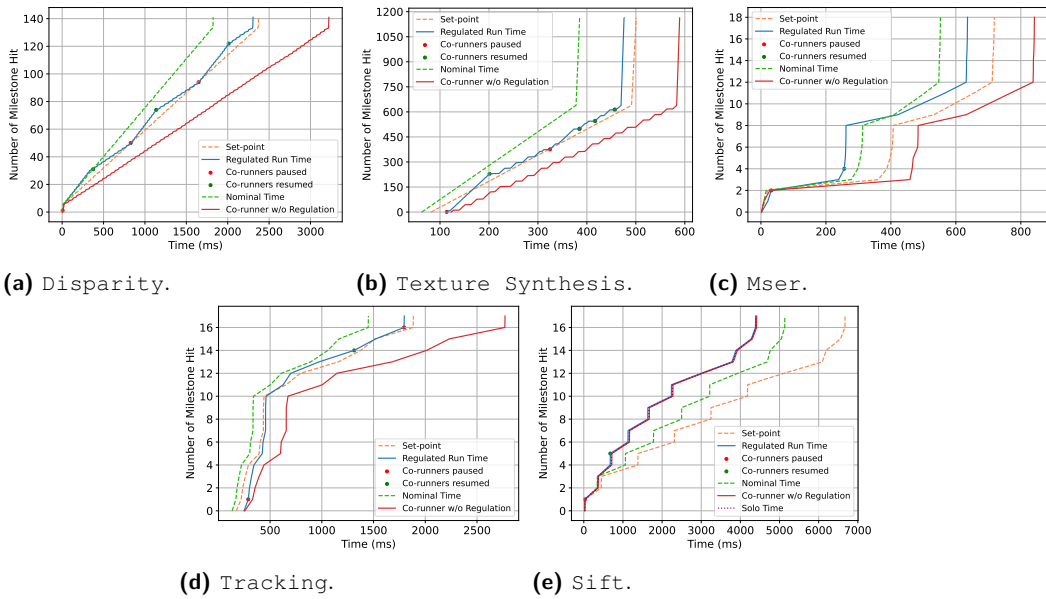 140
120
100
80
60
40
20
0
Number of Milestone Hit
0 500 1000 1500 2000 2500 3000
Time (ms)
Set-point
Regulated Run Time
Co-runners paused
Co-runners resumed
Nominal Time
Co-runner w/o Regulation
(a) Disparity.
1200
1050
900
750
600
450
300
150
0
Number of Milestone Hit
0 100 200 300 400 500 600
Time (ms)
Set-point
Regulated Run Time
Co-runners paused
Co-runners resumed
Nominal Time
Co-runner w/o Regulation
(b) Texture Synthesis.
18
16
14
12
10
8
6
4
2
0
Number of Milestone Hit
0 200 400 600 800
Time (ms)
Set-point
Regulated Run Time
Co-runners paused
Co-runners resumed
Nominal Time
Co-runner w/o Regulation
(c) Mser.
16
14
12
10
8
6
4
2
0
Number of Milestone Hit
500 1000 1500 2000 2500
Time (ms)
Set-point
Regulated Run Time
Co-runners paused
Co-runners resumed
Nominal Time
Co-runner w/o Regulation
(d) Tracking.
16
14
12
10
8
6
4
2
0
Number of Milestone Hit
0 1000 2000 3000 4000 5000 6000 7000
Time (ms)
Set-point
Regulated Run Time
Co-runners paused
Co-runners resumed
Nominal Time
Co-runner w/o Regulation
Solo Time
(e) Sift.